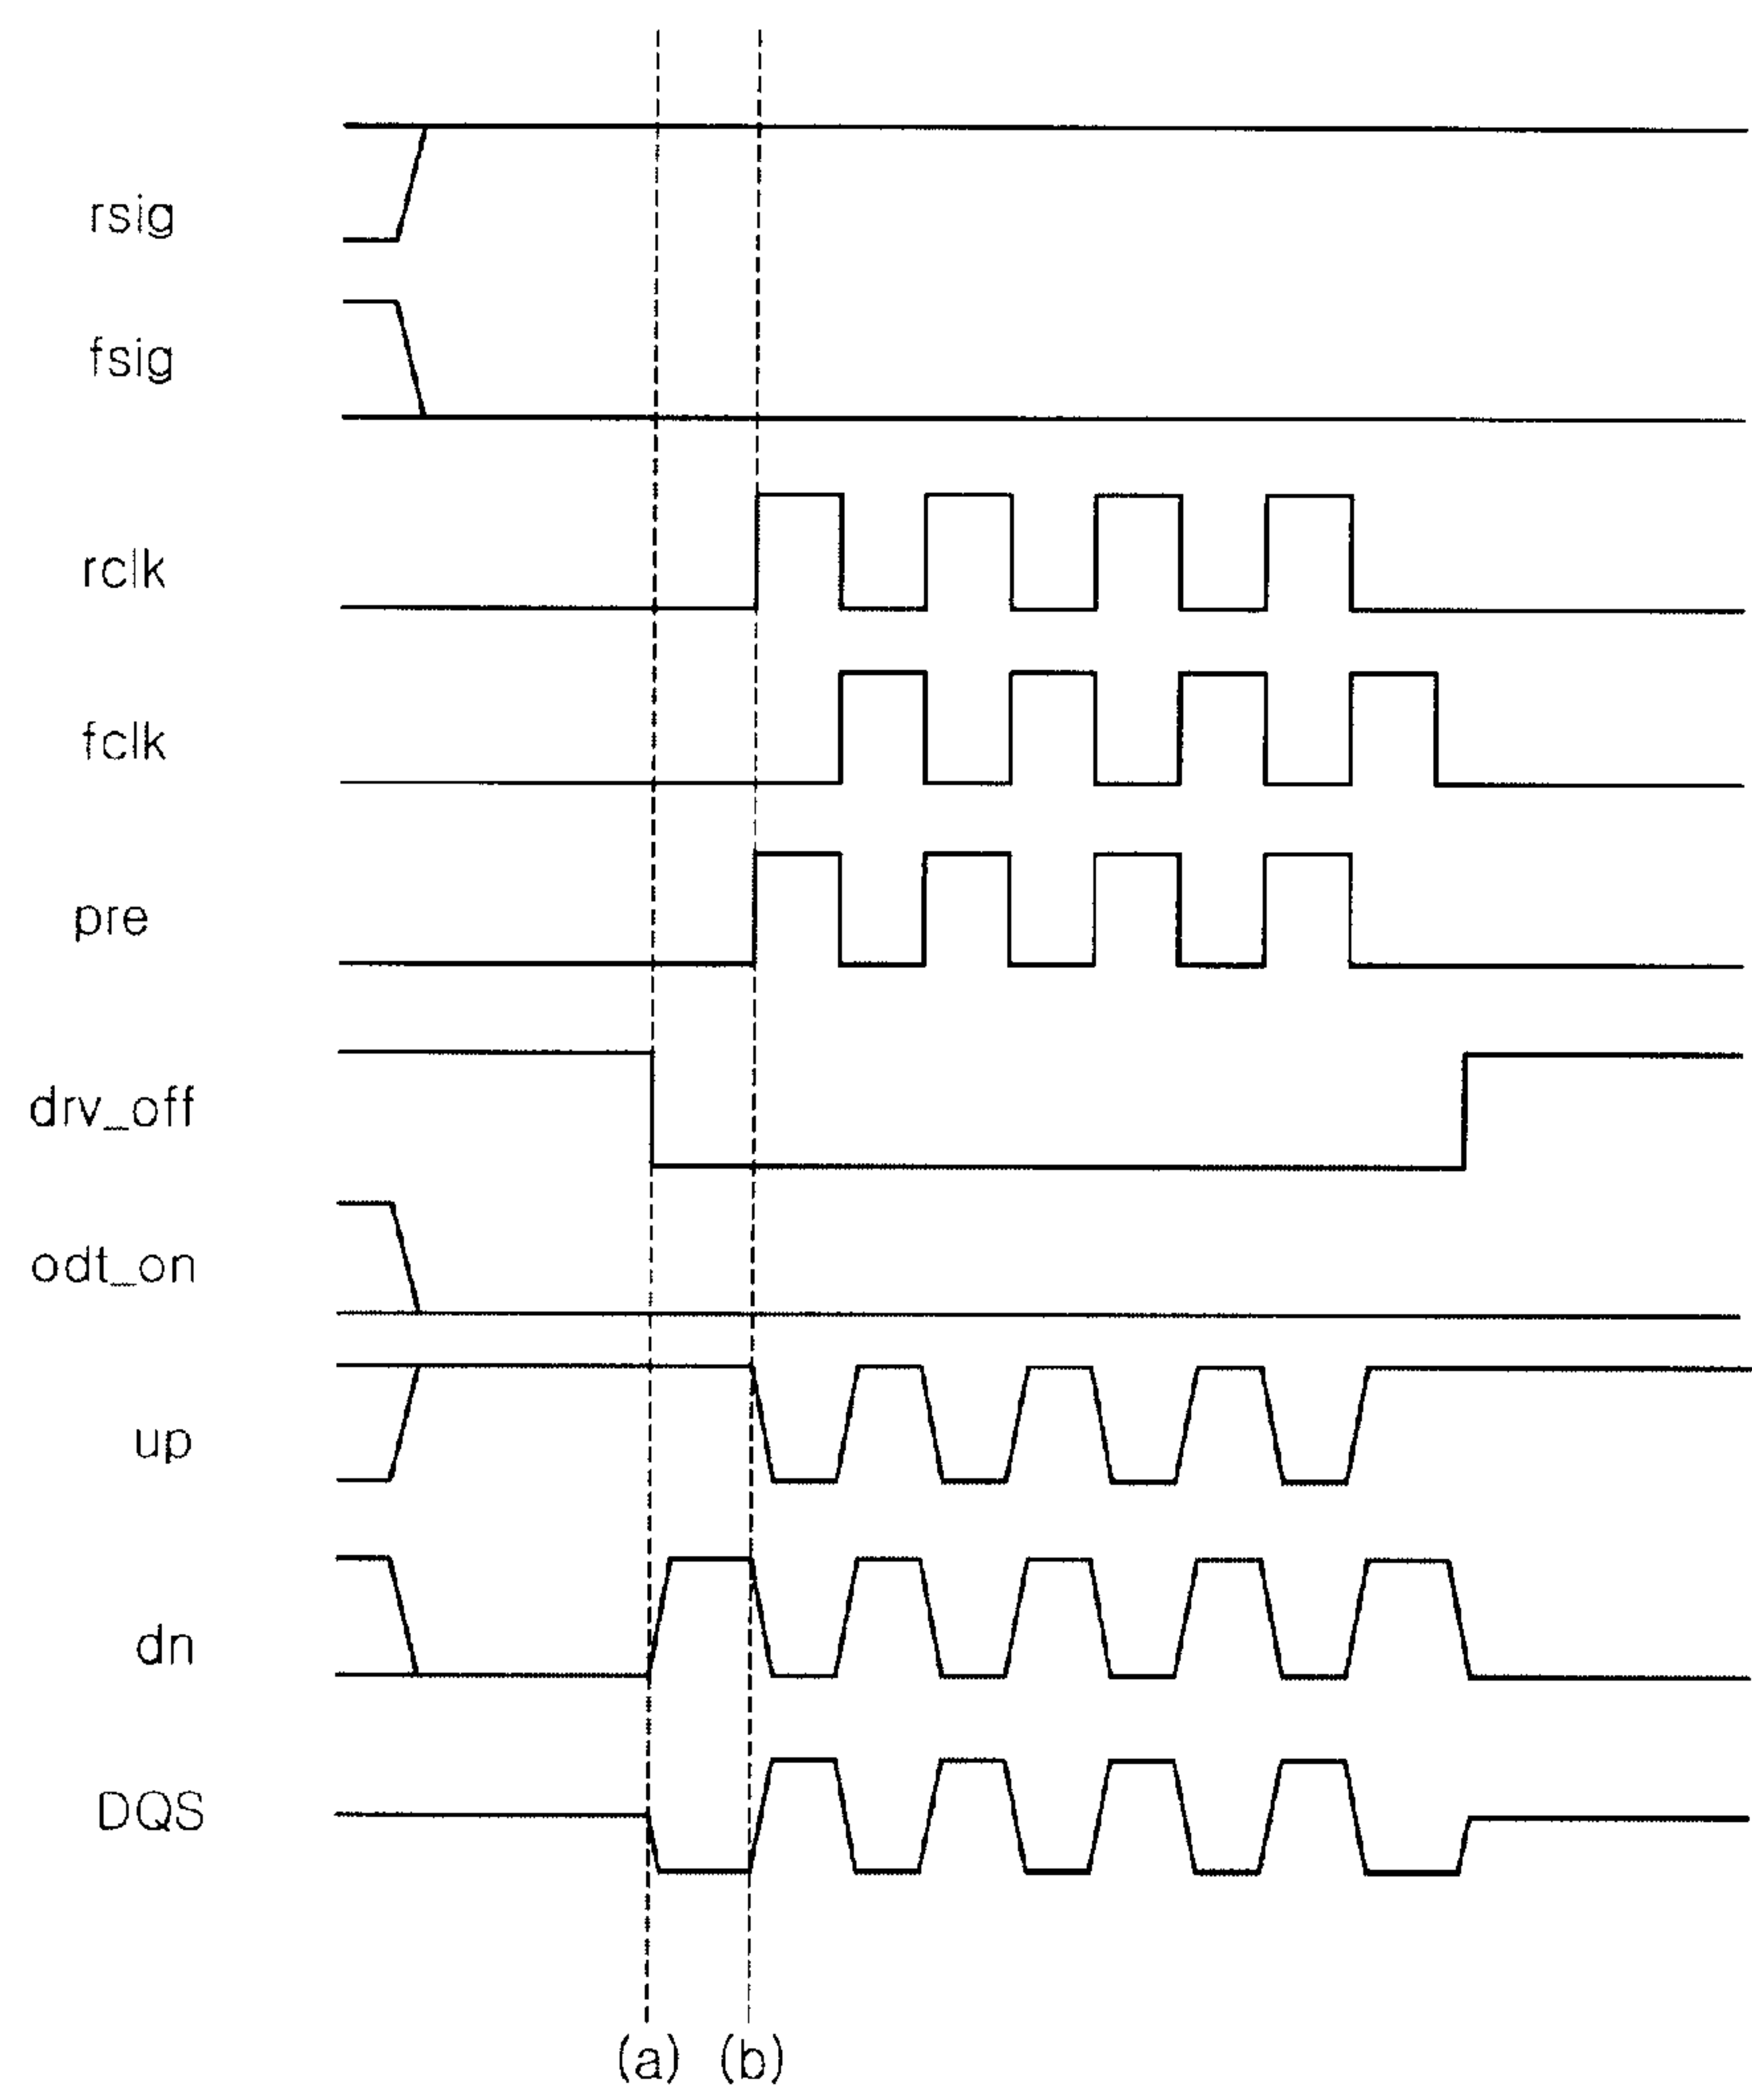 rsig
fsig
rclk
fclk
pre
drv_off
odt_on
up
dn
DQS
(a) (b)